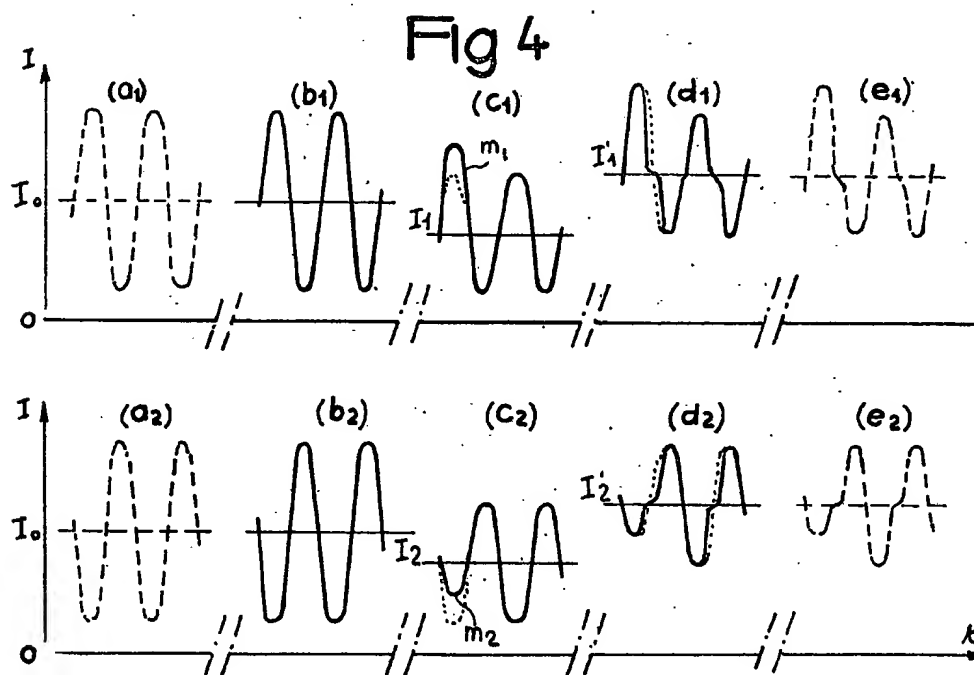 Fig 4
I (a1) (b1) (c1) (d1) (e1)
m1
I'1
I0
I1
0
I (a2) (b2) (c2) (d2) (e2)
I'2
I0
I2
m2
0